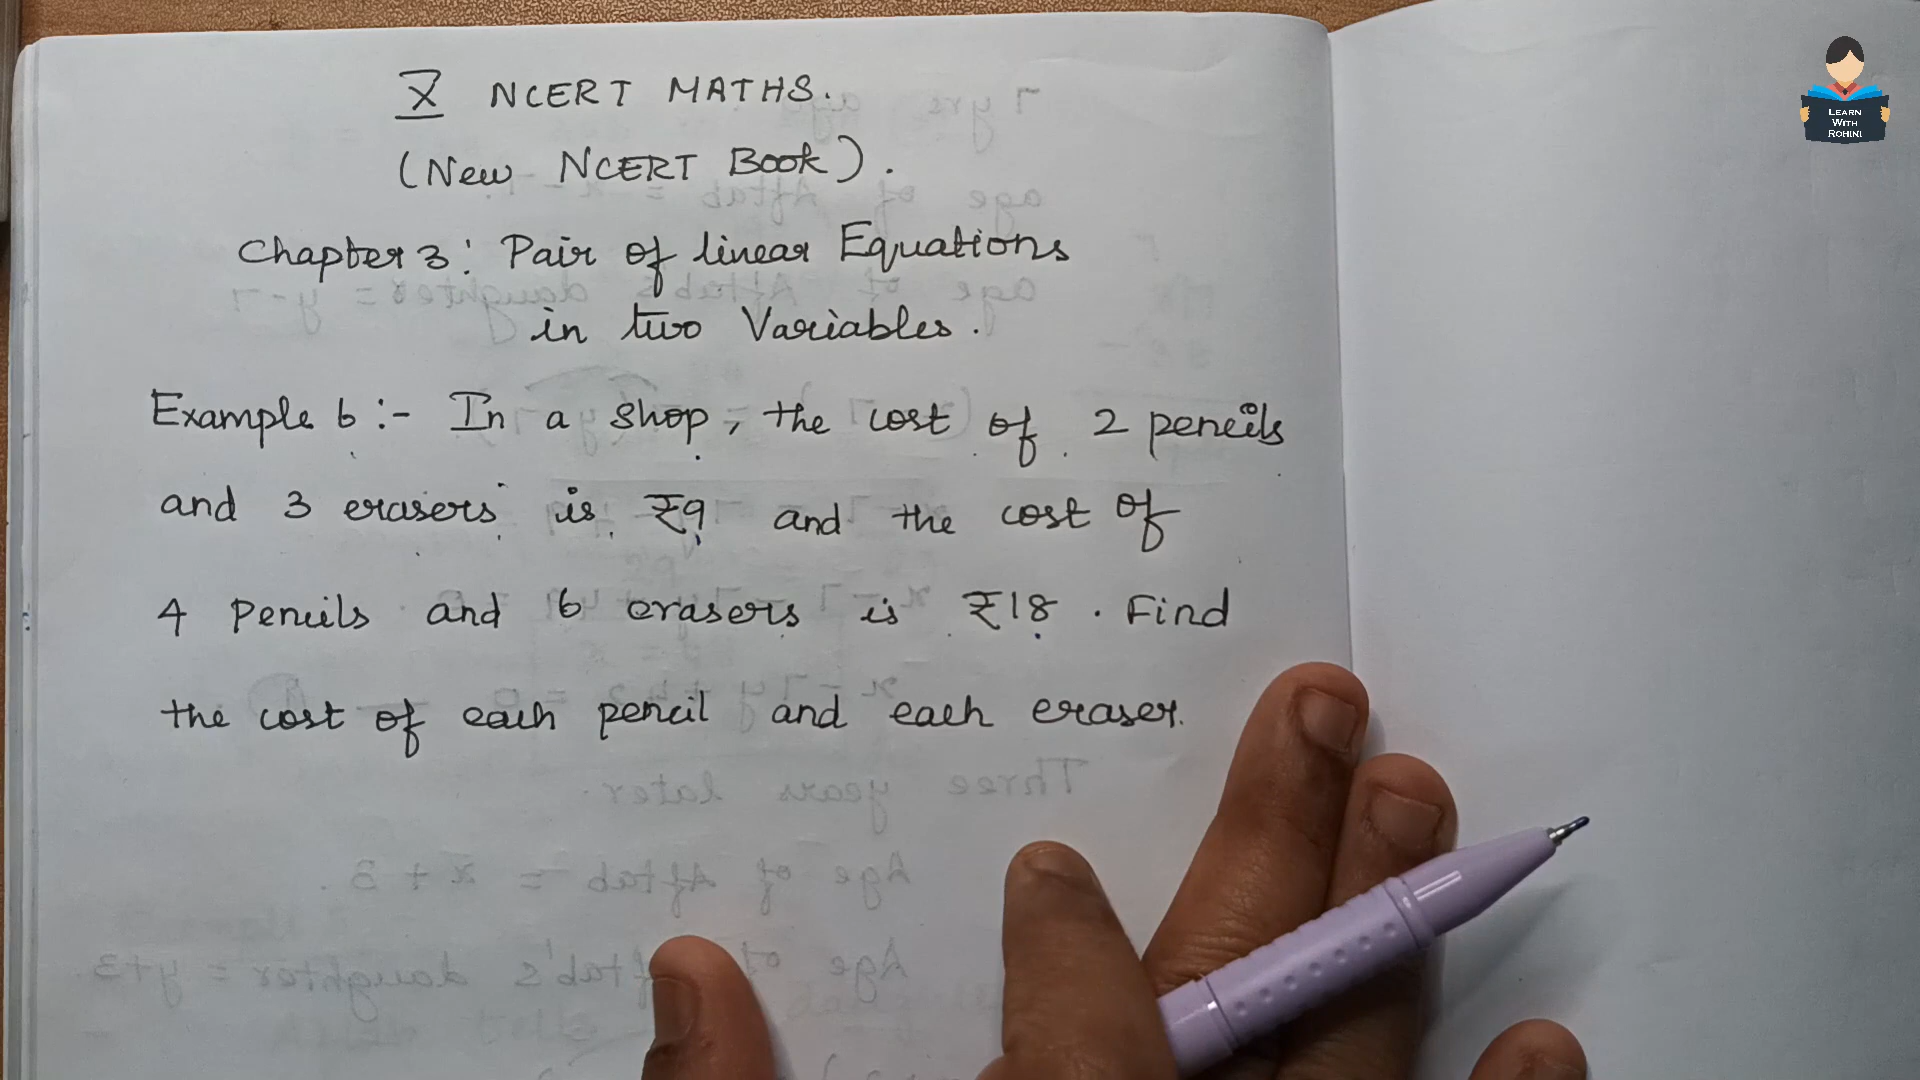 X NCERT MATHS.
(New NCERT Book).
Chapter 3: Pair of linear Equations
in two Variables.
Example 6:- In a shop, the cost of 2 pencils
and 3 erasers is ₹9 and the cost of
4 pencils and 6 erasers is ₹18. Find
the cost of each pencil and each eraser.
LEARN
WITH
ROHINI